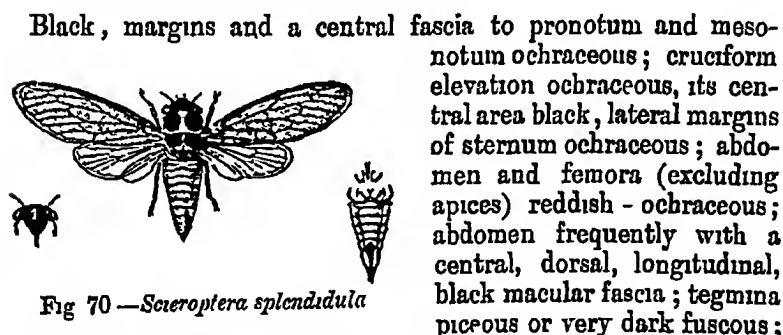 Black, margins and a central fascia to pronotum and meso-
notum ochraceous; cruciform
elevation ochraceous, its cen-
tral area black, lateral margins
of sternum ochraceous; abdo-
men and femora (excluding
apices) reddish - ochraceous;
abdomen frequently with a
central, dorsal, longitudinal,
black macular fascia; tegmina
piceous or very dark fuscous;
Fig 70 —Scieroptera splendidula